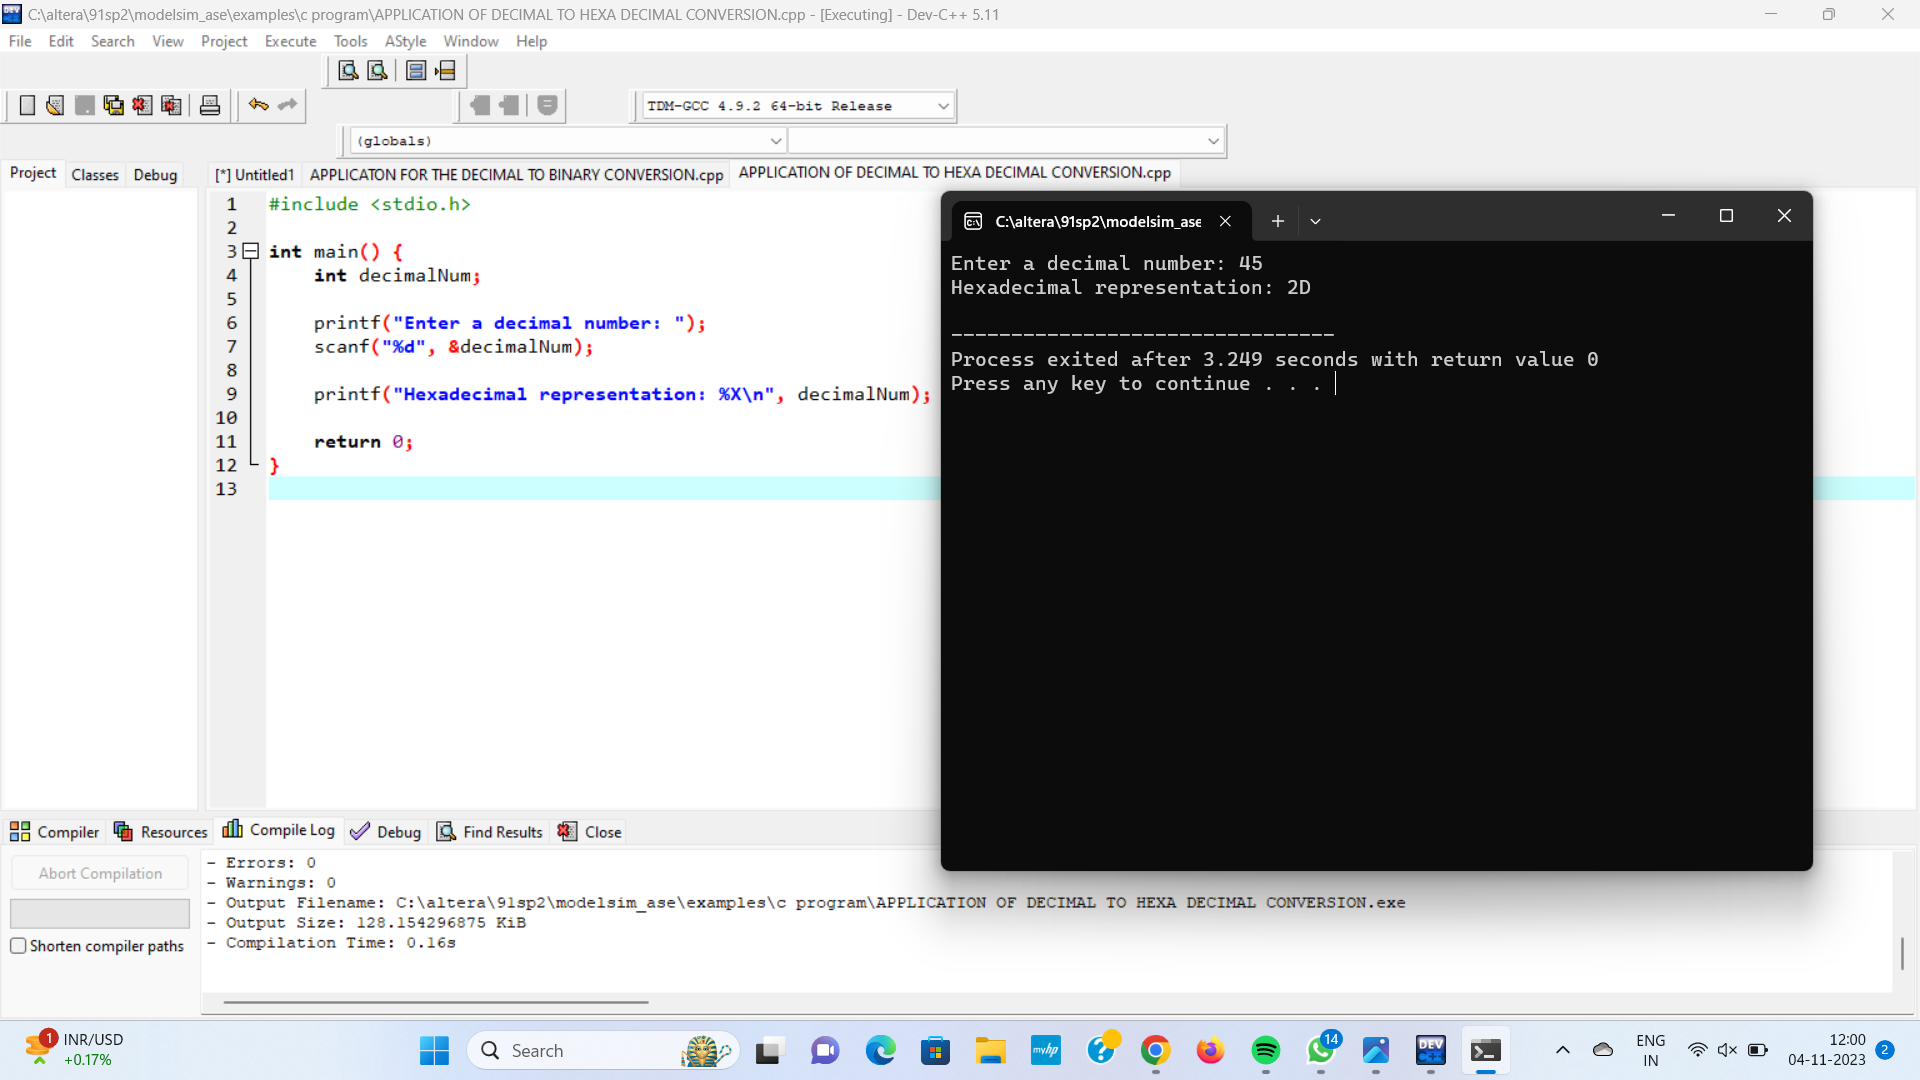 C:\altera\91sp2\modelsim_ase\examples\c program\APPLICATION OF DECIMAL TO HEXA DECIMAL CONVERSION.cpp - [Executing] - Dev-C++ 5.11
File Edit Search View Project Execute Tools AStyle Window Help
TDM-GCC 4.9.2 64-bit Release
(globals)
Project Classes Debug
[*] Untitled1 APPLICATON FOR THE DECIMAL TO BINARY CONVERSION.cpp APPLICATION OF DECIMAL TO HEXA DECIMAL CONVERSION.cpp
1 #include <stdio.h>
2
3 int main() {
4 int decimalNum;
5
6 printf("Enter a decimal number: ");
7 scanf("%d", &decimalNum);
8
9 printf("Hexadecimal representation: %X\n", decimalNum);
10
11 return 0;
12 }
13
C:\altera\91sp2\modelsim_ase
Enter a decimal number: 45
Hexadecimal representation: 2D
--------------------------------
Process exited after 3.249 seconds with return value 0
Press any key to continue . . .
Compiler Resources Compile Log Debug Find Results Close
Abort Compilation
Shorten compiler paths
- Errors: 0
- Warnings: 0
- Output Filename: C:\altera\91sp2\modelsim_ase\examples\c program\APPLICATION OF DECIMAL TO HEXA DECIMAL CONVERSION.exe
- Output Size: 128.154296875 KiB
- Compilation Time: 0.16s
1 INR/USD
+0.17%
Search
myhp
14
DEV C++
ENG
IN
12:00
04-11-2023
2